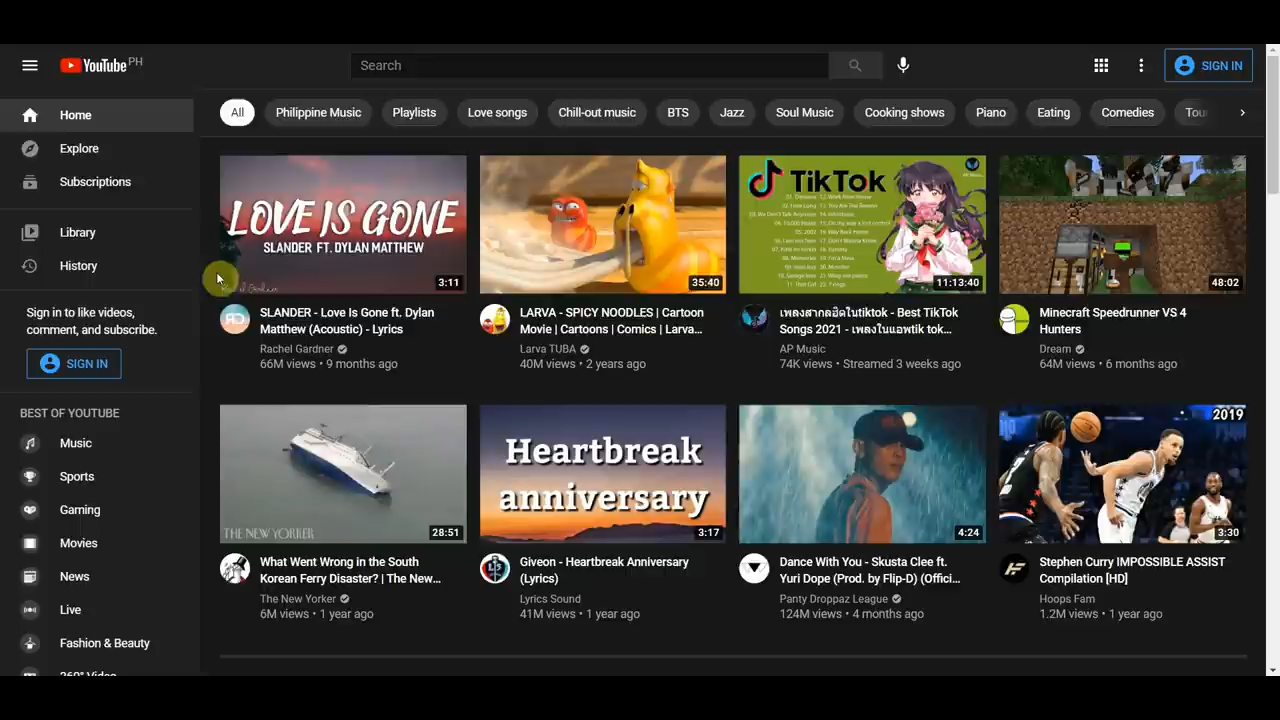 YouTube PH
Search
SIGN IN
Home
Explore
Subscriptions
Library
History
Sign in to like videos,
comment, and subscribe.
SIGN IN
BEST OF YOUTUBE
Music
Sports
Gaming
Movies
News
Live
Fashion & Beauty
360° Video
All
Philippine Music
Playlists
Love songs
Chill-out music
BTS
Jazz
Soul Music
Cooking shows
Piano
Eating
Comedies
LOVE IS GONE
SLANDER FT. DYLAN MATTHEW
3:11
SLANDER - Love Is Gone ft. Dylan
Matthew (Acoustic) - Lyrics
Rachel Gardner
66M views • 9 months ago
35:40
LARVA - SPICY NOODLES | Cartoon
Movie | Cartoons | Comics | Larva...
Larva TUBA
40M views • 2 years ago
TikTok
11:13:40
เพลงสากลฮิตในtiktok - Best TikTok
Songs 2021 - เพลงในแอพtik tok...
AP Music
74K views • Streamed 3 weeks ago
48:02
Minecraft Speedrunner VS 4
Hunters
Dream
64M views • 6 months ago
THE NEW YORKER
28:51
What Went Wrong in the South
Korean Ferry Disaster? | The New...
The New Yorker
6M views • 1 year ago
Heartbreak
anniversary
3:17
Giveon - Heartbreak Anniversary
(Lyrics)
Lyrics Sound
41M views • 1 year ago
4:24
Dance With You - Skusta Clee ft.
Yuri Dope (Prod. by Flip-D) (Offici...
Panty Droppaz League
124M views • 4 months ago
2019
3:30
Stephen Curry IMPOSSIBLE ASSIST
Compilation [HD]
Hoops Fam
1.2M views • 1 year ago